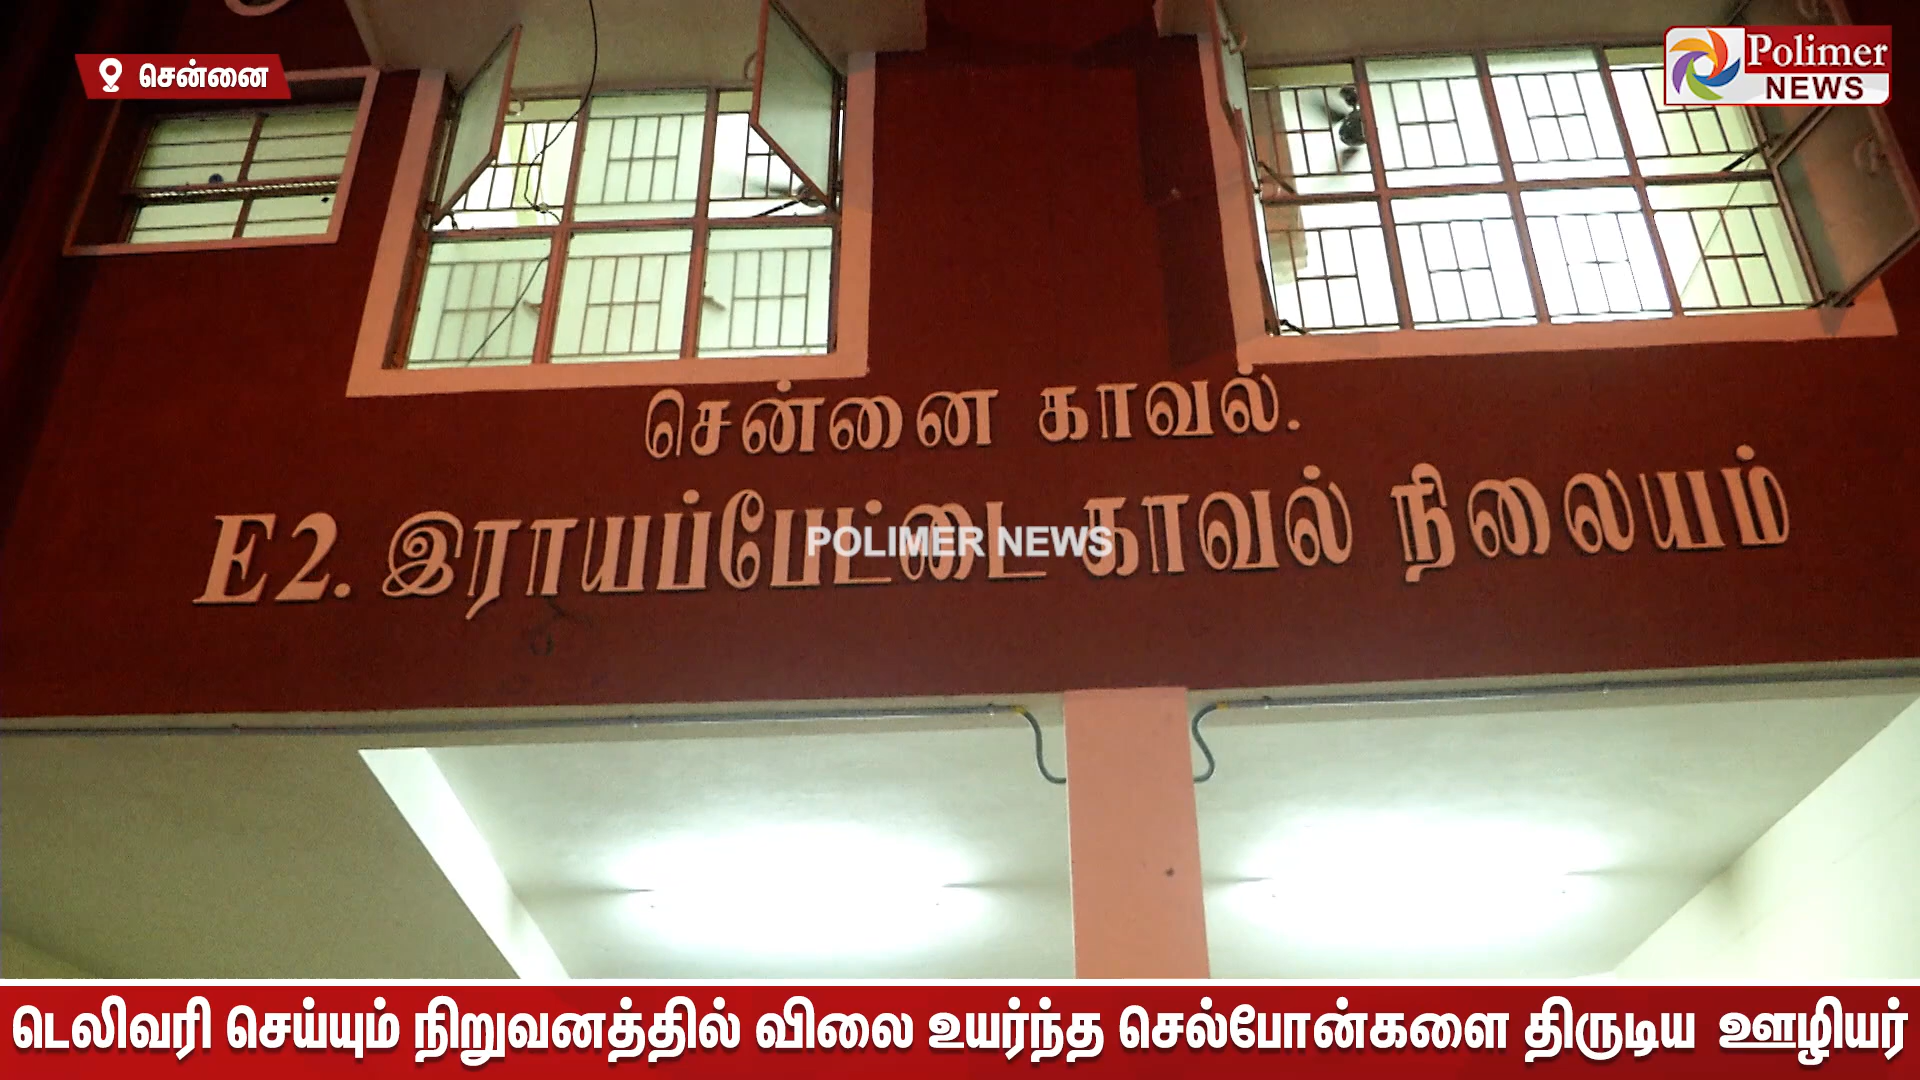 சென்னை
Polimer
NEWS
சென்னை காவல்.
E2. இராயப்பேட்டை காவல் நிலையம்
POLIMER NEWS
டெலிவரி செய்யும் நிறுவனத்தில் விலை உயர்ந்த செல்போன்களை திருடிய ஊழியர்